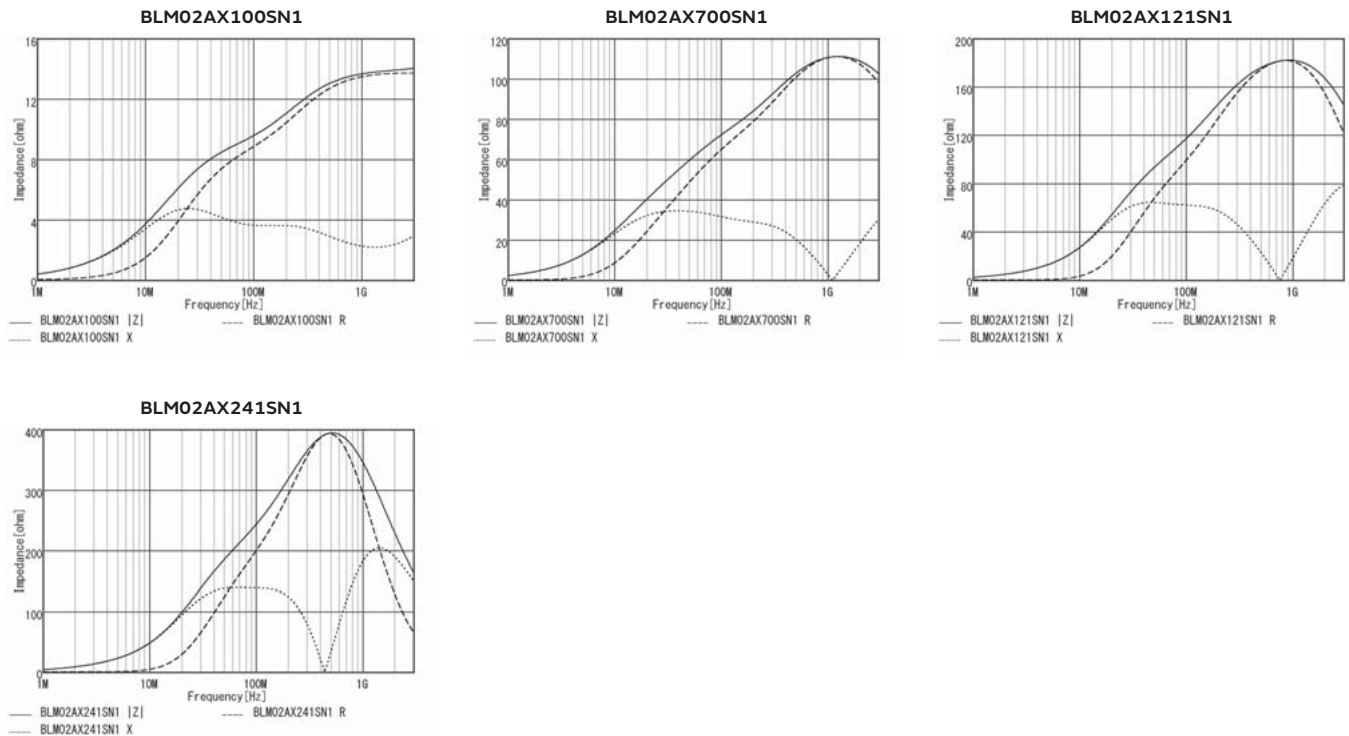 BLM02AX100SN1
16
12
8
4
0
Impedance[ohm]
1M 10M 100M 1G
Frequency[Hz]
BLM02AX100SN1 |Z| BLM02AX100SN1 R
BLM02AX100SN1 X
BLM02AX700SN1
120
100
80
60
40
20
0
Impedance[ohm]
1M 10M 100M 1G
Frequency[Hz]
BLM02AX700SN1 |Z| BLM02AX700SN1 R
BLM02AX700SN1 X
BLM02AX121SN1
200
160
120
80
40
0
Impedance[ohm]
1M 10M 100M 1G
Frequency[Hz]
BLM02AX121SN1 |Z| BLM02AX121SN1 R
BLM02AX121SN1 X
BLM02AX241SN1
400
300
200
100
0
Impedance[ohm]
1M 10M 100M 1G
Frequency[Hz]
BLM02AX241SN1 |Z| BLM02AX241SN1 R
BLM02AX241SN1 X